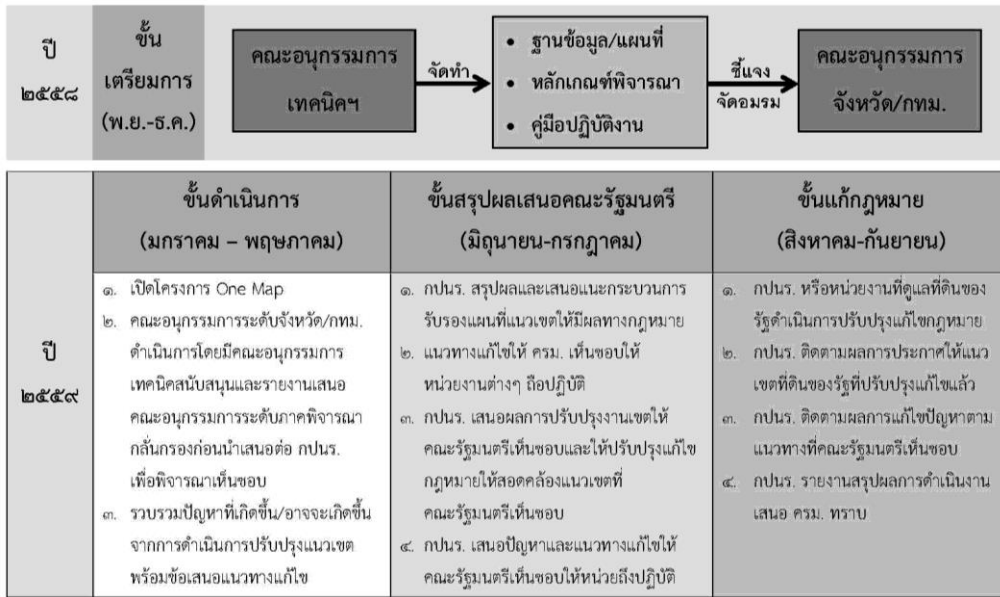 ปี
๒๕๕๘
ขั้น
เตรียมการ
(พ.ย.-ธ.ค.)
คณะอนุกรรมการ
เทคนิคฯ
จัดทำ
• ฐานข้อมูล/แผนที่
• หลักเกณฑ์พิจารณา
• คู่มือปฏิบัติงาน
ชี้แจง
จัดอมรม
คณะอนุกรรมการ
จังหวัด/กทม.
ปี
๒๕๕๙
ขั้นดำเนินการ
(มกราคม – พฤษภาคม)
๑. เปิดโครงการ One Map
๒. คณะอนุกรรมการระดับจังหวัด/กทม.
ดำเนินการโดยมีคณะอนุกรรมการ
เทคนิคสนับสนุนและรายงานเสนอ
คณะอนุกรรมการระดับภาคพิจารณา
กลั่นกรองก่อนนำเสนอต่อ กปนร.
เพื่อพิจารณาเห็นชอบ
๓. รวบรวมปัญหาที่เกิดขึ้น/อาจจะเกิดขึ้น
จากการดำเนินการปรับปรุงแนวเขต
พร้อมข้อเสนอแนวทางแก้ไข
ขั้นสรุปผลเสนอคณะรัฐมนตรี
(มิถุนายน-กรกฎาคม)
๑. กปนร. สรุปผลและเสนอแนะกระบวนการ
รับรองแผนที่แนวเขตให้มีผลทางกฎหมาย
๒. แนวทางแก้ไขให้ ครม. เห็นชอบให้
หน่วยงานต่างๆ ถือปฏิบัติ
๓. กปนร. เสนอผลการปรับปรุงงานเขตให้
คณะรัฐมนตรีเห็นชอบและให้ปรับปรุงแก้ไข
กฎหมายให้สอดคล้องแนวเขตที่
คณะรัฐมนตรีเห็นชอบ
๔. กปนร. เสนอปัญหาและแนวทางแก้ไขให้
คณะรัฐมนตรีเห็นชอบให้หน่วยถึงปฏิบัติ
ขั้นแก้กฎหมาย
(สิงหาคม-กันยายน)
๑. กปนร. หรือหน่วยงานที่ดูแลที่ดินของ
รัฐดำเนินการปรับปรุงแก้ไขกฎหมาย
๒. กปนร. ติดตามผลการประกาศให้แนว
เขตที่ดินของรัฐที่ปรับปรุงแก้ไขแล้ว
๓. กปนร. ติดตามผลการแก้ไขปัญหาตาม
แนวทางที่คณะรัฐมนตรีเห็นชอบ
๔. กปนร. รายงานสรุปผลการดำเนินงาน
เสนอ ครม. ทราบ